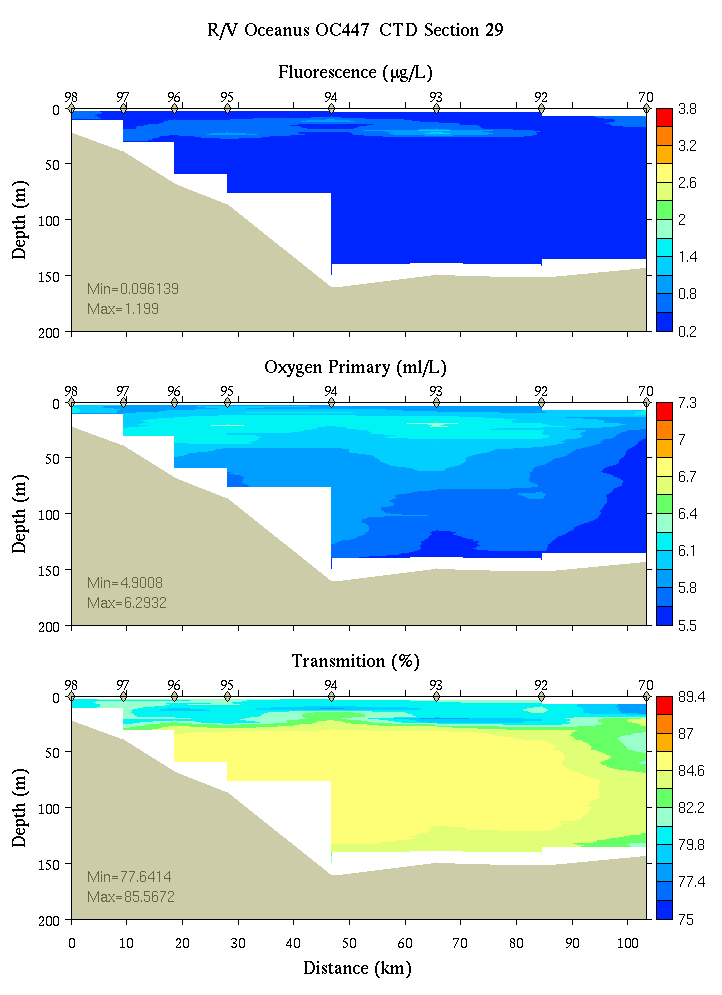 R/V Oceanus OC447 CTD Section 29
Fluorescence (µg/L)
98 97 96 95 94 93 92 70
0
50
100
150
200
Depth (m)
Min=0.096139
Max=1.199
3.8
3.2
2.6
2
1.4
0.8
0.2
Oxygen Primary (ml/L)
98 97 96 95 94 93 92 70
0
50
100
150
200
Depth (m)
Min=4.9008
Max=6.2932
7.3
7
6.7
6.4
6.1
5.8
5.5
Transmition (%)
98 97 96 95 94 93 92 70
0
50
100
150
200
Depth (m)
Min=77.6414
Max=85.5672
89.4
87
84.6
82.2
79.8
77.4
75
0 10 20 30 40 50 60 70 80 90 100
Distance (km)